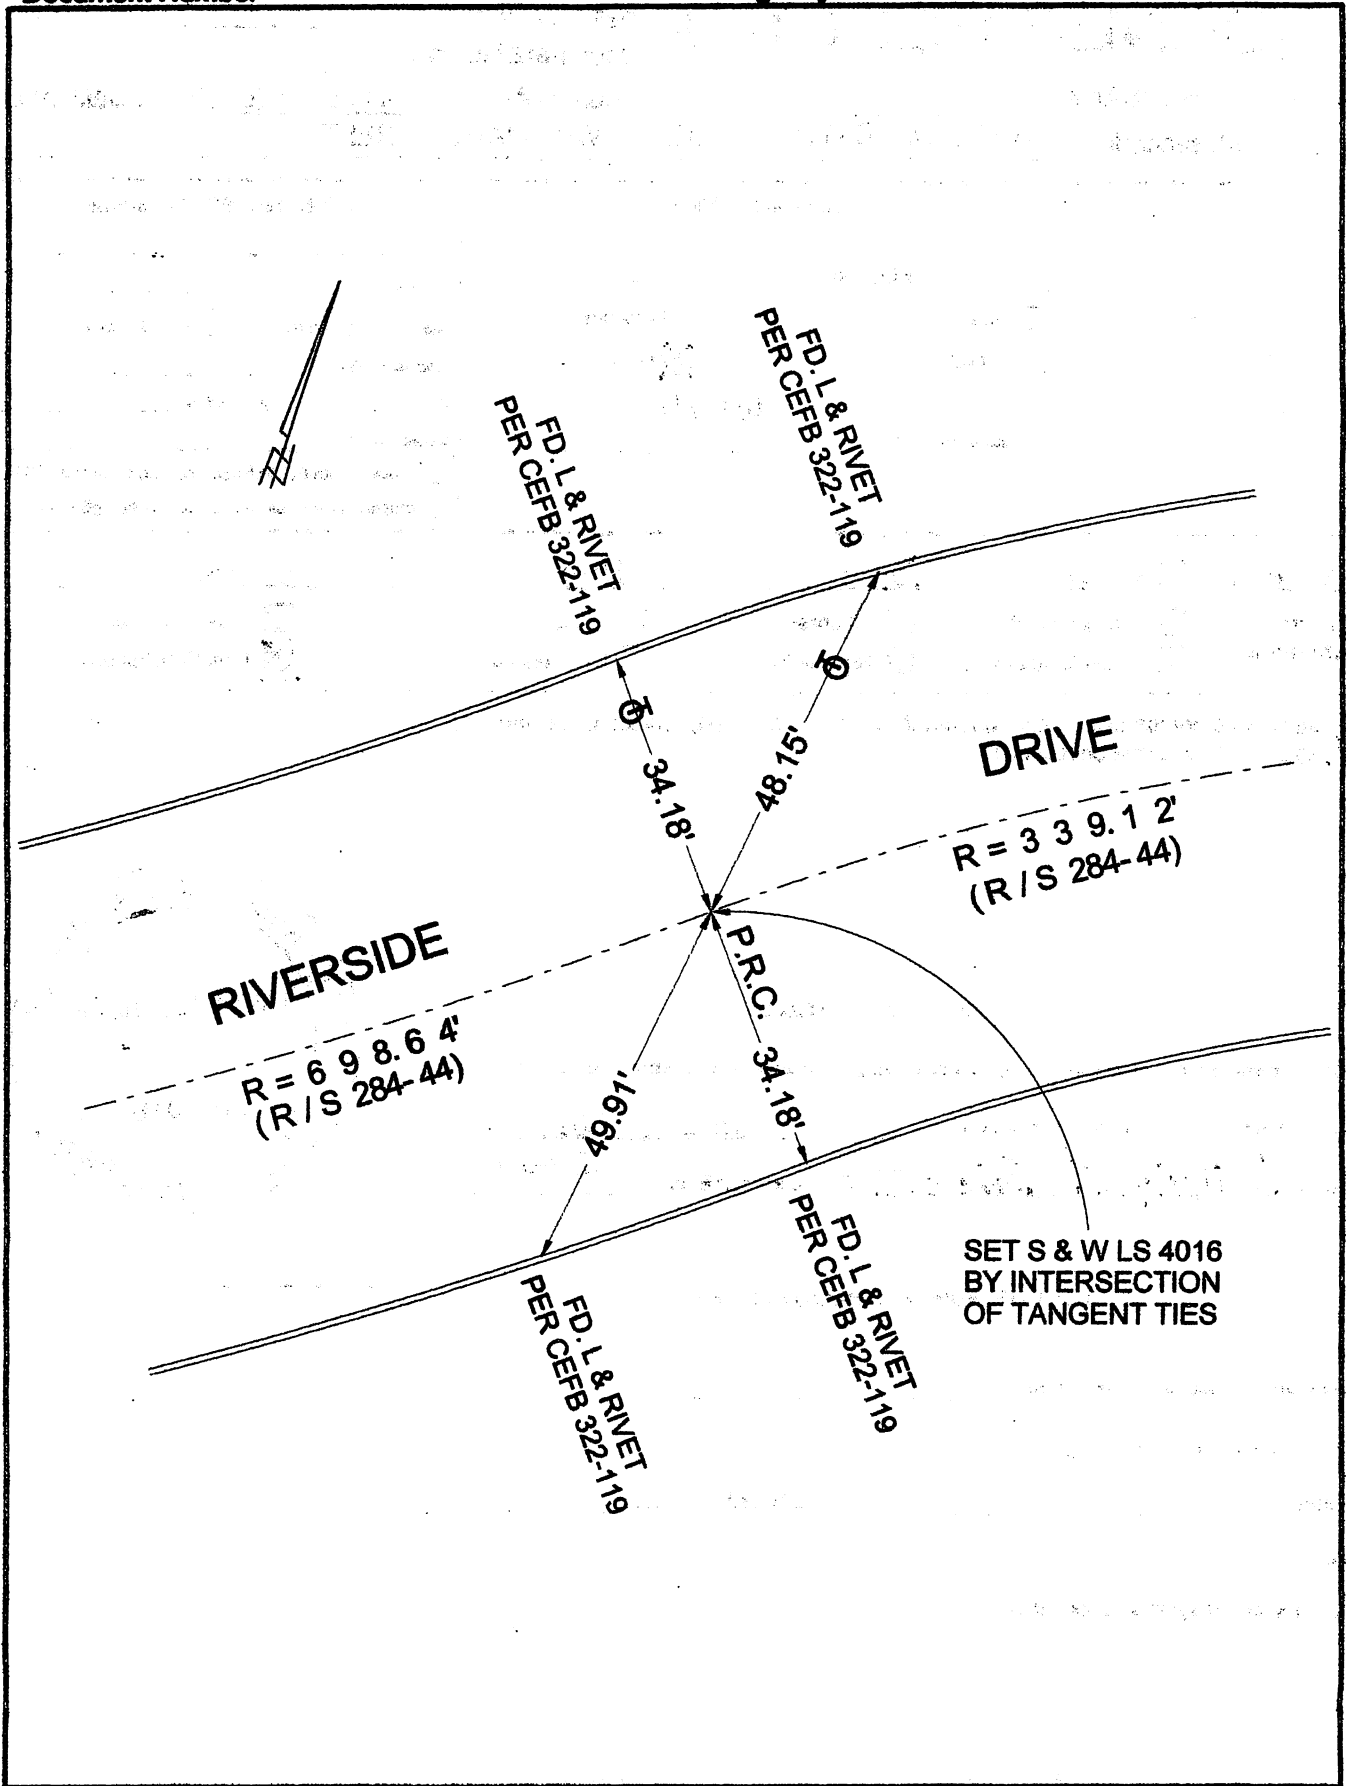 FD. L & RIVET
PER CEFB 322-119
FD. L & RIVET
PER CEFB 322-119
34.18'
48.15'
DRIVE
R = 3 3 9. 1 2'
(R / S 284-44)
RIVERSIDE
R = 6 9 8. 6 4'
(R / S 284-44)
P.R.C.
34.18'
49.91'
SET S & W LS 4016
BY INTERSECTION
OF TANGENT TIES
FD. L & RIVET
PER CEFB 322-119
FD. L & RIVET
PER CEFB 322-119